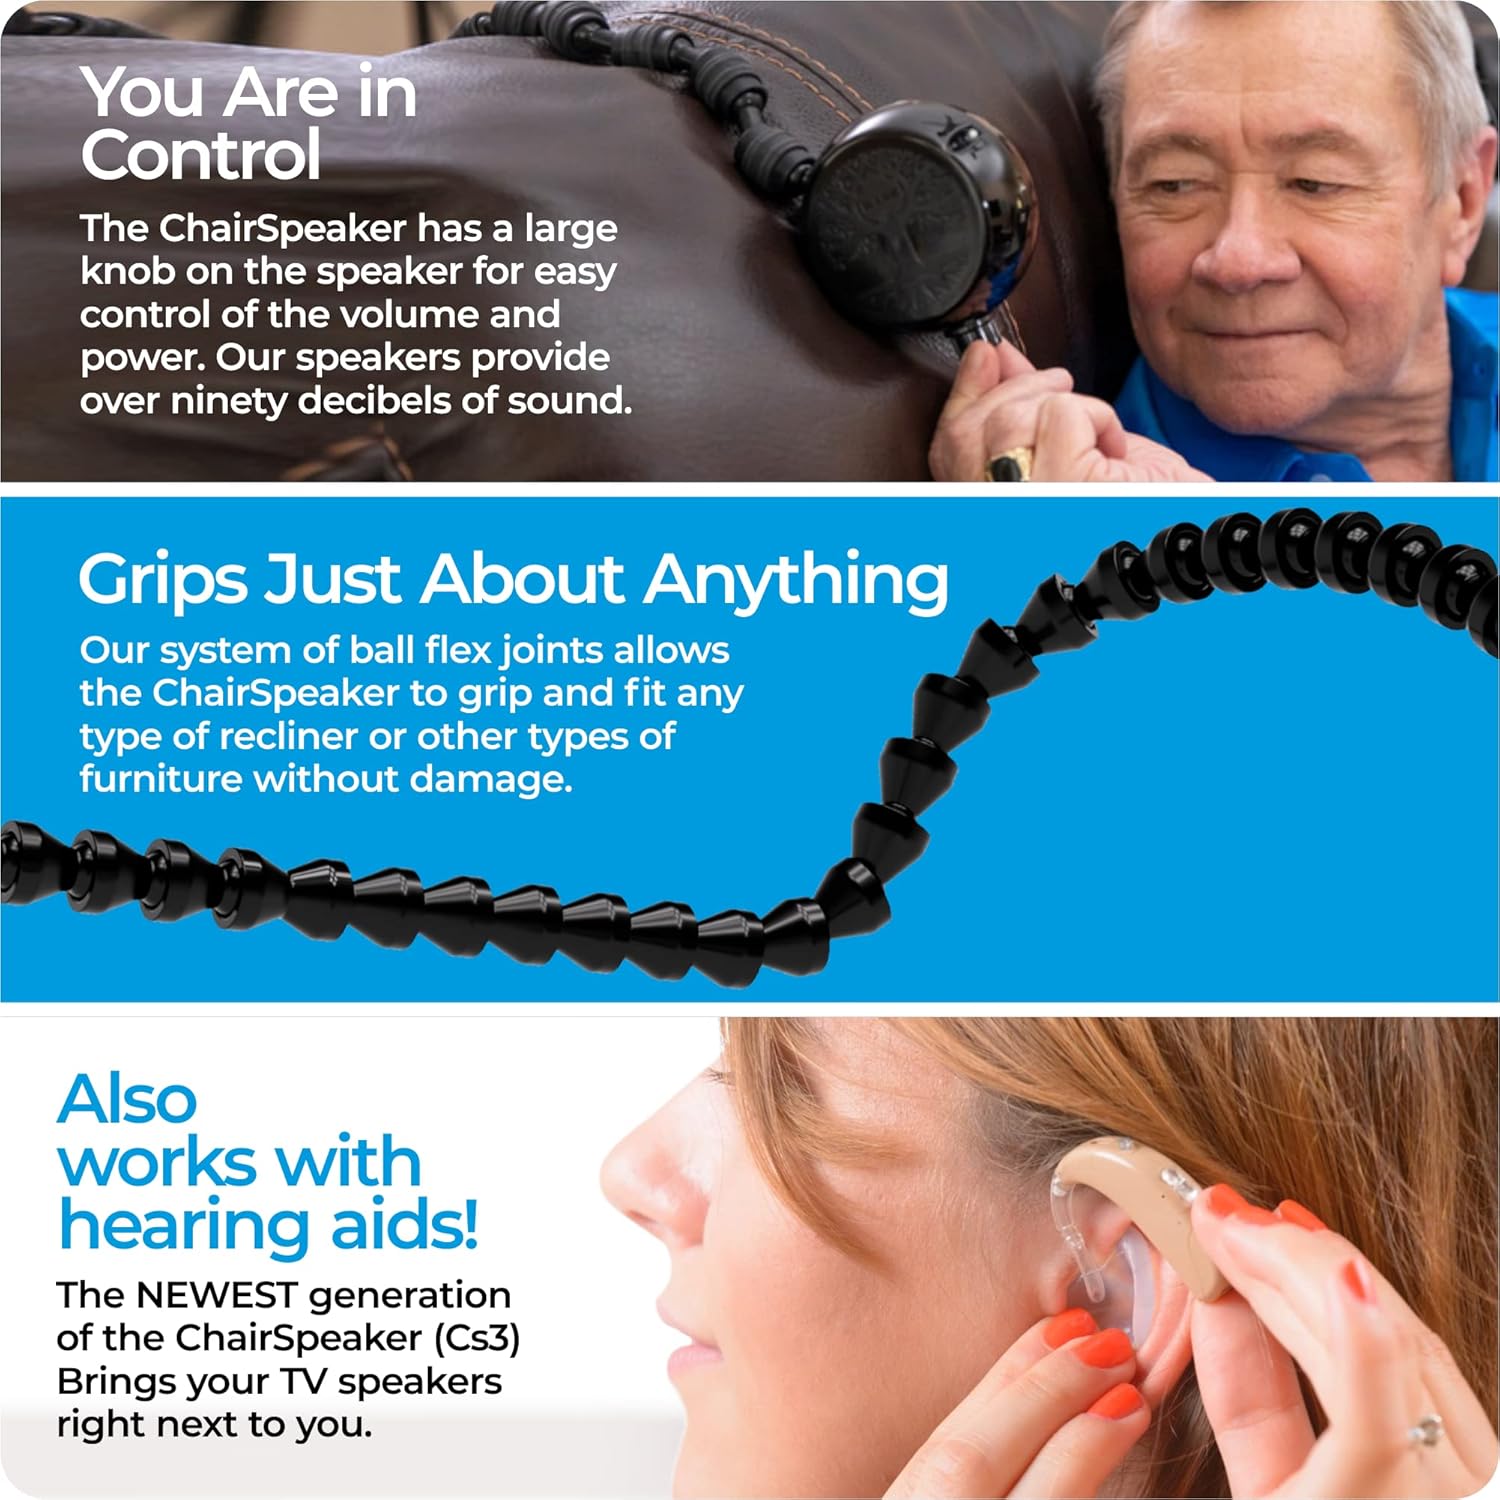 You Are in
Control
The ChairSpeaker has a large
knob on the speaker for easy
control of the volume and
power. Our speakers provide
over ninety decibels of sound.
Grips Just About Anything
Our system of ball flex joints allows
the ChairSpeaker to grip and fit any
type of recliner or other types of
furniture without damage.
Also
works with
hearing aids!
The NEWEST generation
of the ChairSpeaker (Cs3)
Brings your TV speakers
right next to you.